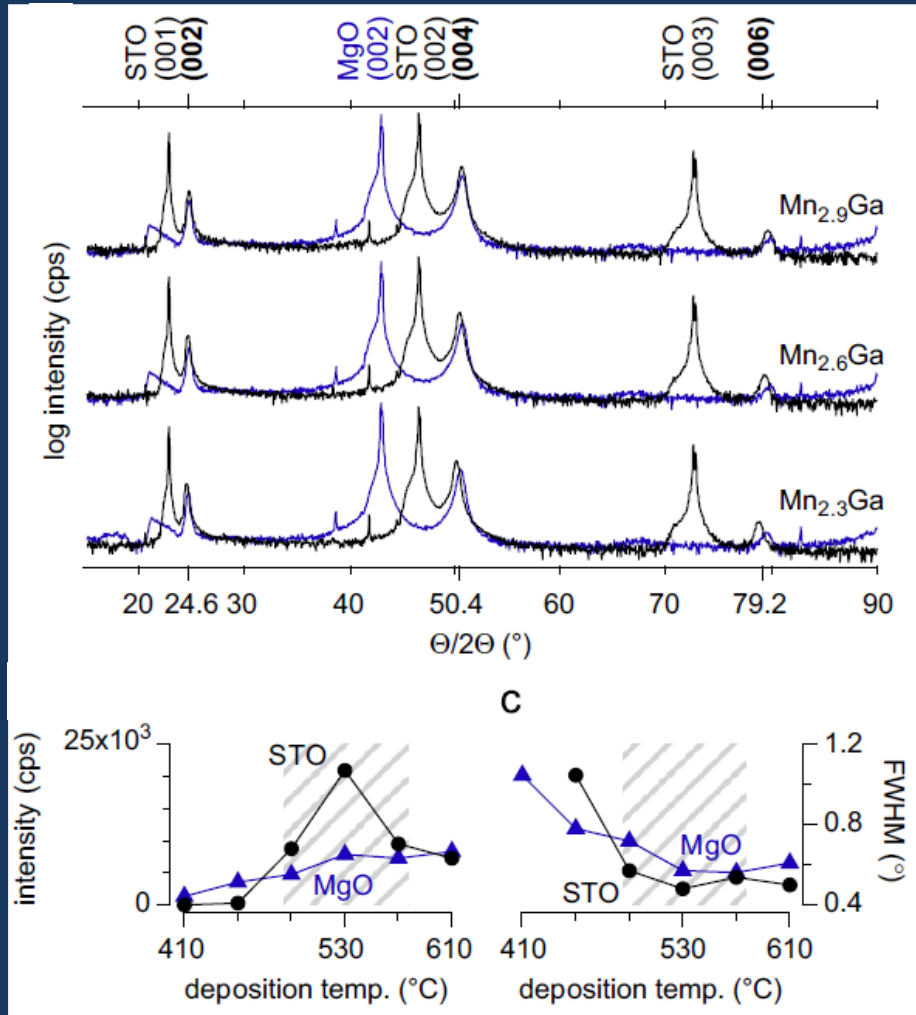 STO (001) (002) MgO (002) STO (002) (004) STO (003) (006)
Mn2.9Ga
Mn2.6Ga
Mn2.3Ga
log intensity (cps)
20 24.6 30 40 50.4 60 70 79.2 90
Θ/2Θ (°)
c
25x10³
0
intensity (cps)
STO
MgO
410 530 610
deposition temp. (°C)
MgO
STO
1.2
0.8
0.4
FWHM (°)
410 530 610
deposition temp. (°C)